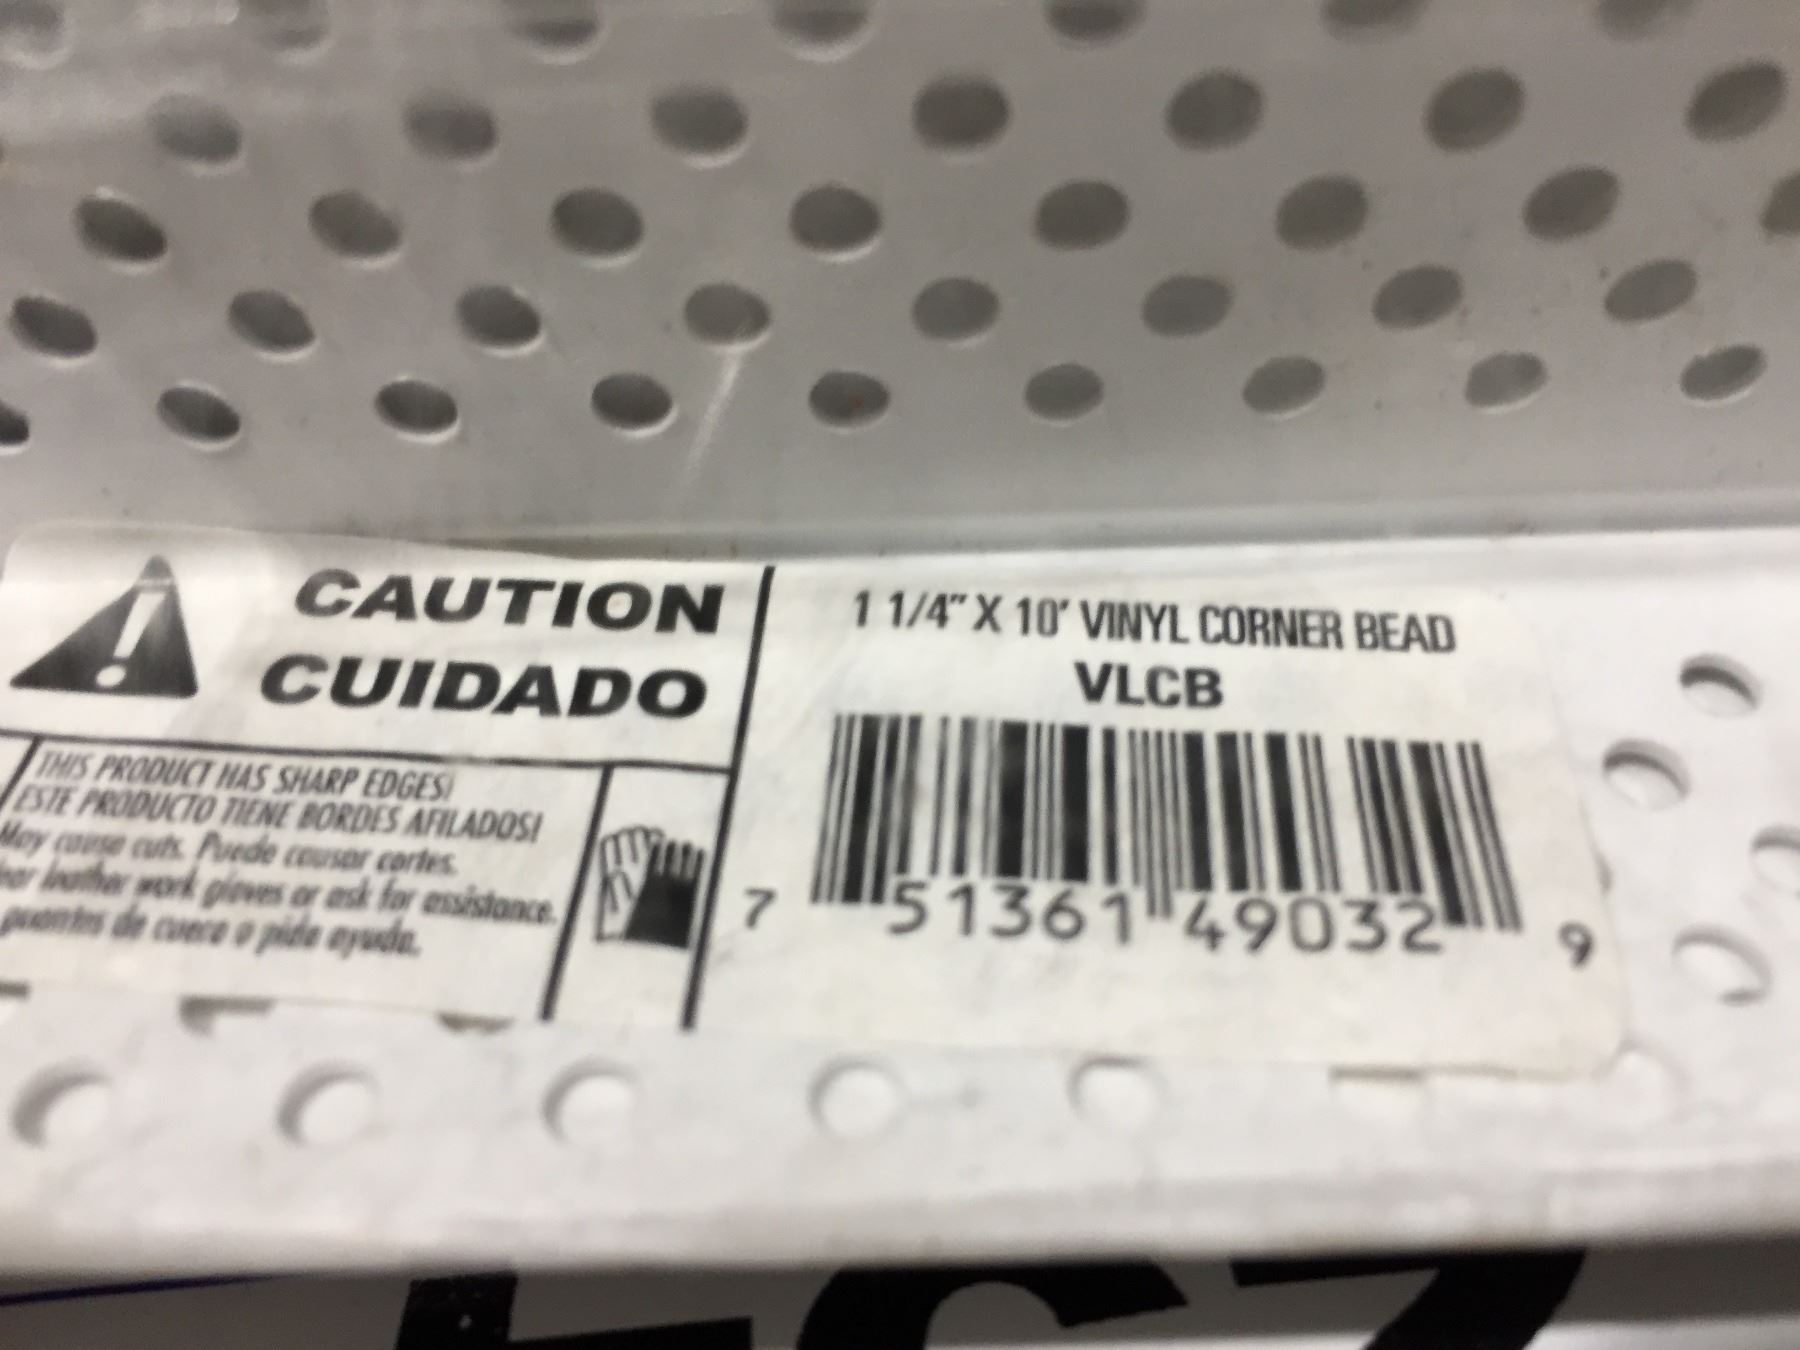 CAUTION
CUIDADO
THIS PRODUCT HAS SHARP EDGES!
ESTE PRODUCTO TIENE BORDES AFILADOS!
May cause cuts. Puede causar cortes.
leather work gloves or ask for assistance.
guantes de cuero o pide ayuda.
1 1/4" X 10' VINYL CORNER BEAD
VLCB
7 51361 49032 9